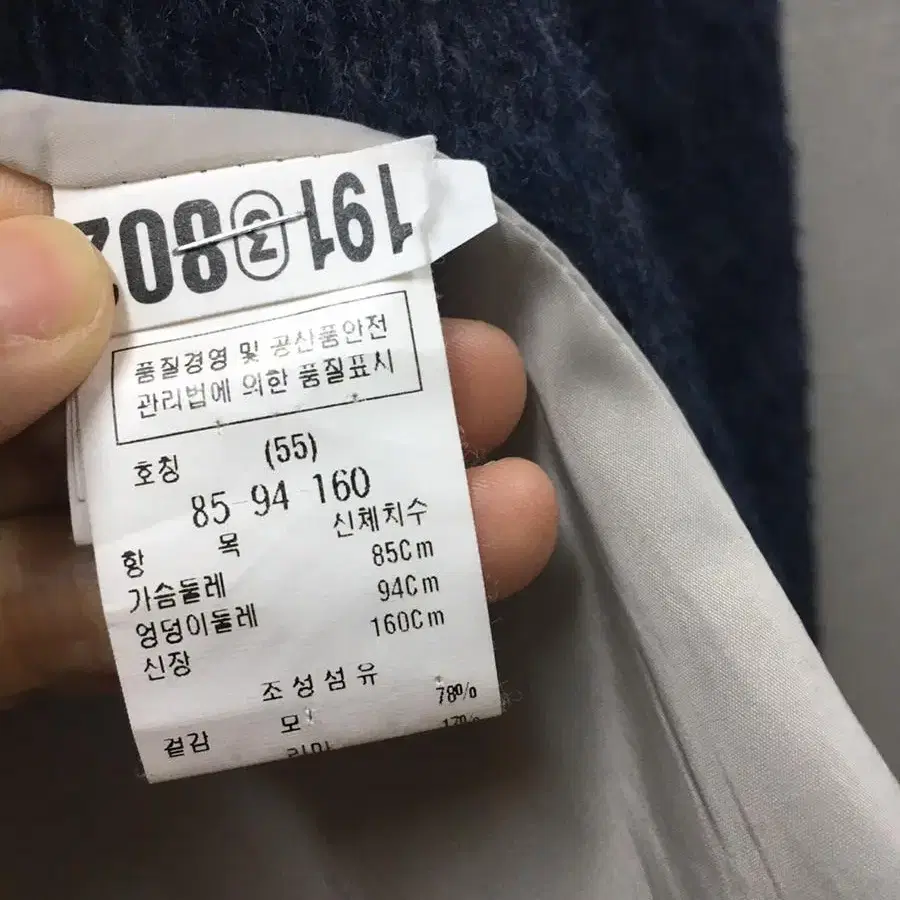 161
품질경영 및 공산품안전
관리법에 의한 품질표시
호칭 (55)
85-94-160
항 목 신체치수
가슴둘레 85Cm
엉덩이둘레 94Cm
신장 160Cm
조성섬유
겉감 모 78%